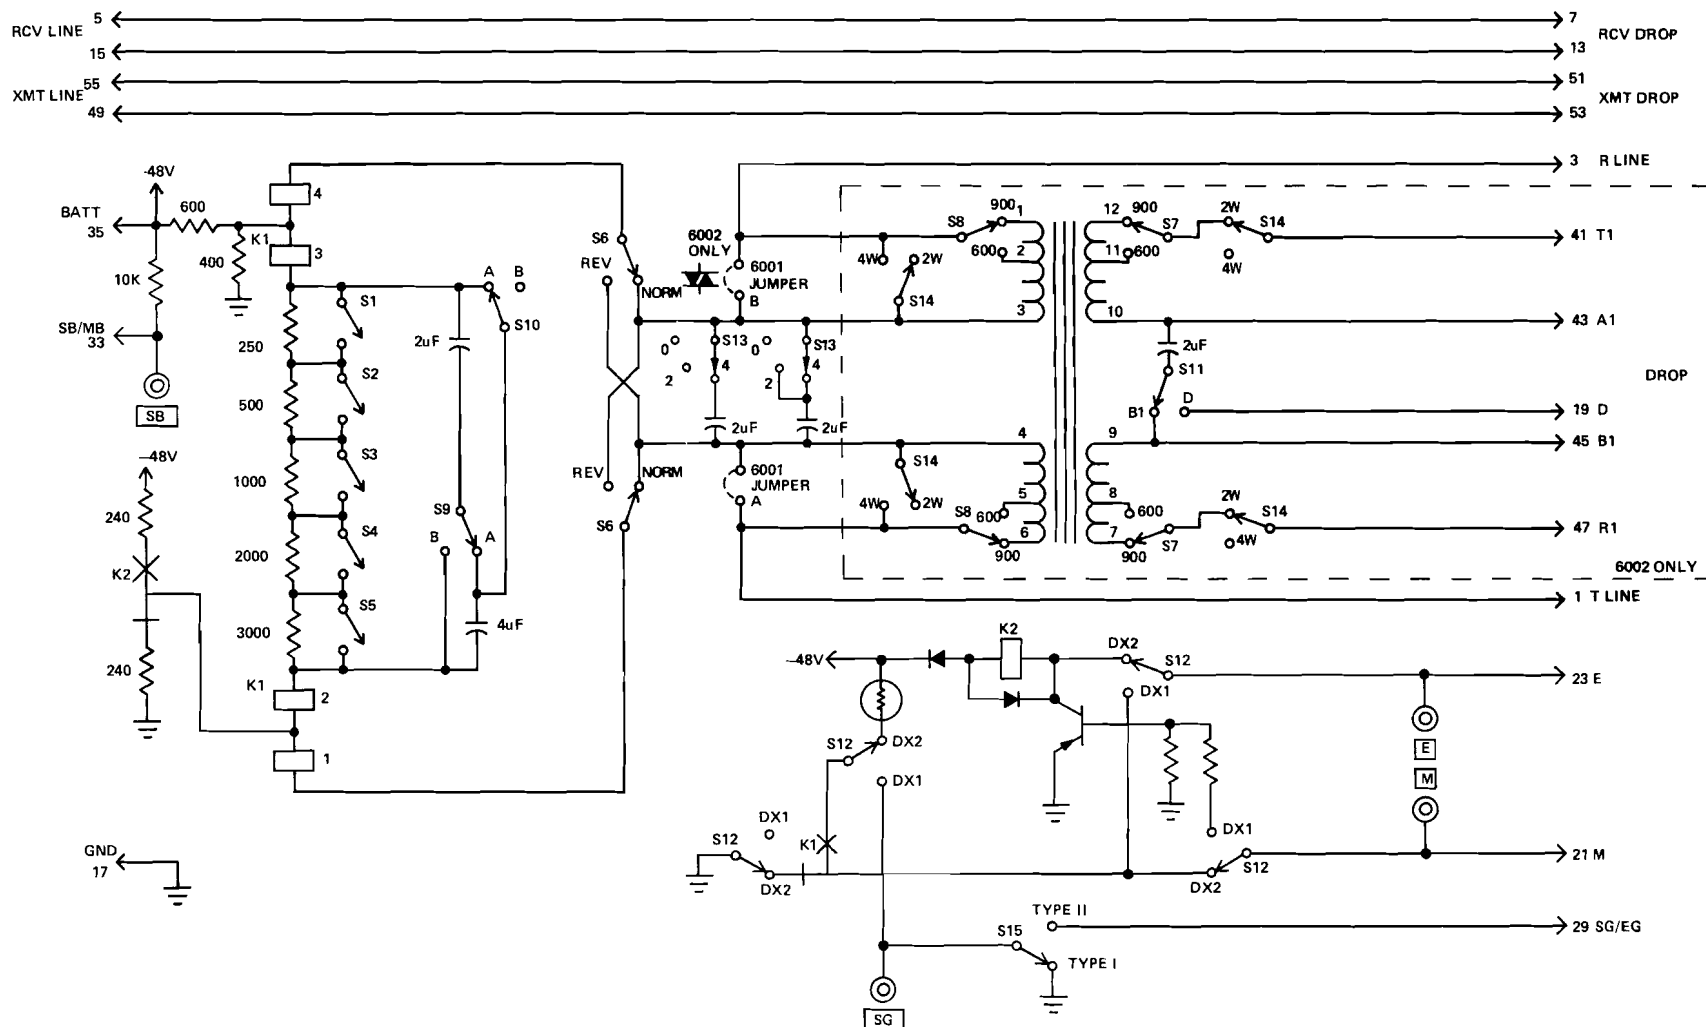 5
7
RCV LINE
RCV DROP
15
13
55
51
XMT LINE
XMT DROP
49
53
3 R LINE
-48V
4
600
BATT
35
K1
3
400
10K
SB/MB
33
SB
A B
S10
S1
250
2uF
S2
500
S3
1000
S4
2000
S5
3000
S9
B A
4uF
K1
2
1
-48V
240
K2
240
GND
17
S6
REV
NORM
6002
ONLY
6001
JUMPER
B
0
S13
4
2
2uF
0
S13
4
2
2uF
REV
NORM
S6
6001
JUMPER
A
S8
900
1
600
2
3
4W
2W
S14
12
900
11
600
10
S7
2W
S14
4W
41 T1
43 A1
2uF
S11
B1
D
DROP
19 D
45 B1
S14
4W
2W
S8
4
5
600
6
900
9
8
600
7
900
S7
2W
S14
4W
47 R1
6002 ONLY
1 T LINE
-48V
K2
DX2
S12
DX1
23 E
S12
DX2
DX1
E
M
DX1
S12
DX2
K1
DX1
S12
DX2
21 M
TYPE II
S15
TYPE I
29 SG/EG
SG